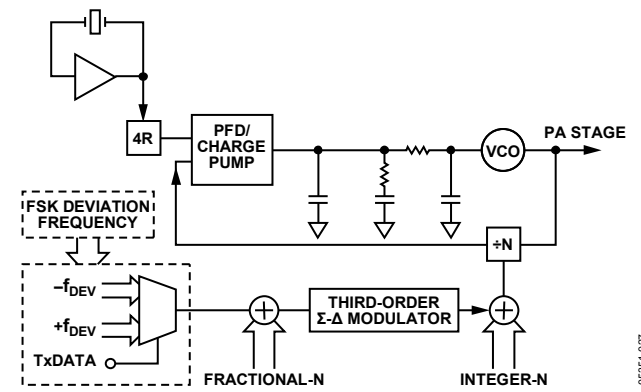 4R
PFD/
CHARGE
PUMP
VCO
PA STAGE
FSK DEVIATION
FREQUENCY
÷N
–fDEV
+fDEV
TxDATA
THIRD-ORDER
Σ-Δ MODULATOR
FRACTIONAL-N
INTEGER-N